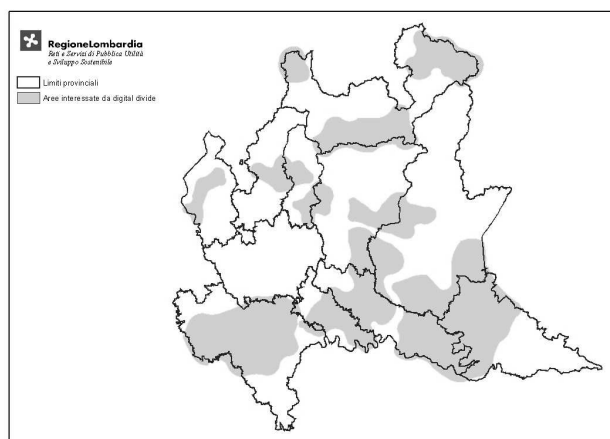 RegioneLombardia
Reti e Servizi di Pubblica Utilità
e Sviluppo Sostenibile
Limiti provinciali
Aree interessate da digital divide